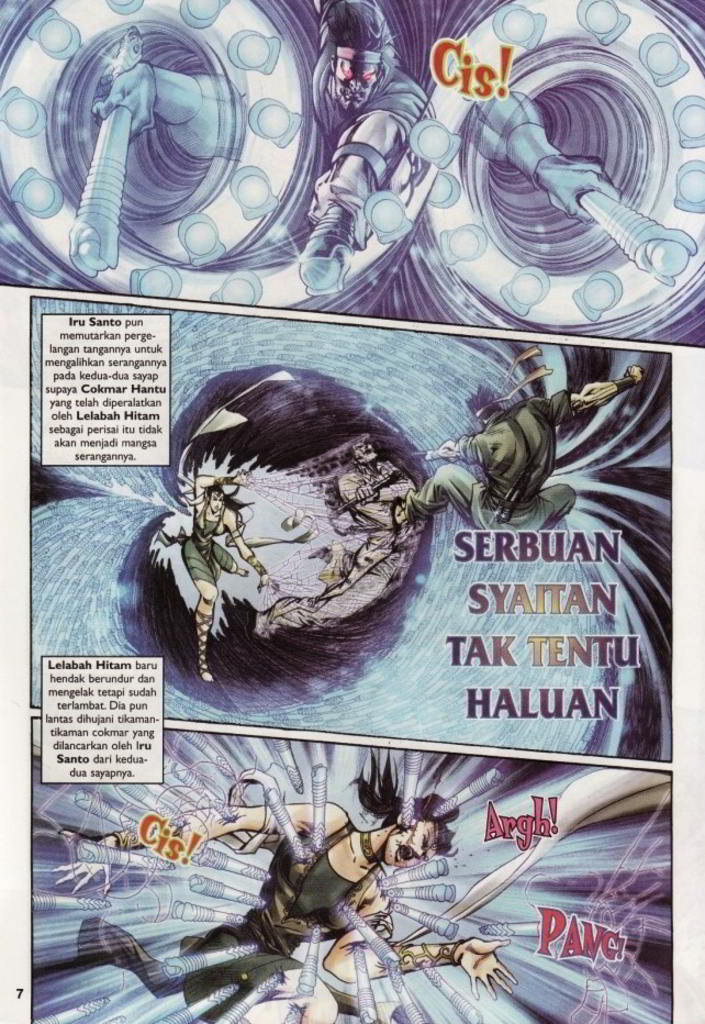 Cis!
Iru Santo pun
memutarkan perge-
langan tangannya untuk
mengalihkan serangannya
pada kedua-dua sayap
supaya Cokmar Hantu
yang telah diperalatkan
oleh Lelabah Hitam
sebagai perisai itu tidak
akan menjadi mangsa
serangannya.
SERBUAN
SYAITAN
TAK TENTU
HALUAN
Lelabah Hitam baru
hendak berundur dan
mengelak tetapi sudah
terlambat. Dia pun
lantas dihujani tikaman-
tikaman cokmar yang
dilancarkan oleh Iru
Santo dari kedua-
dua sayapnya.
Cis!
Argh!
PANG!
7